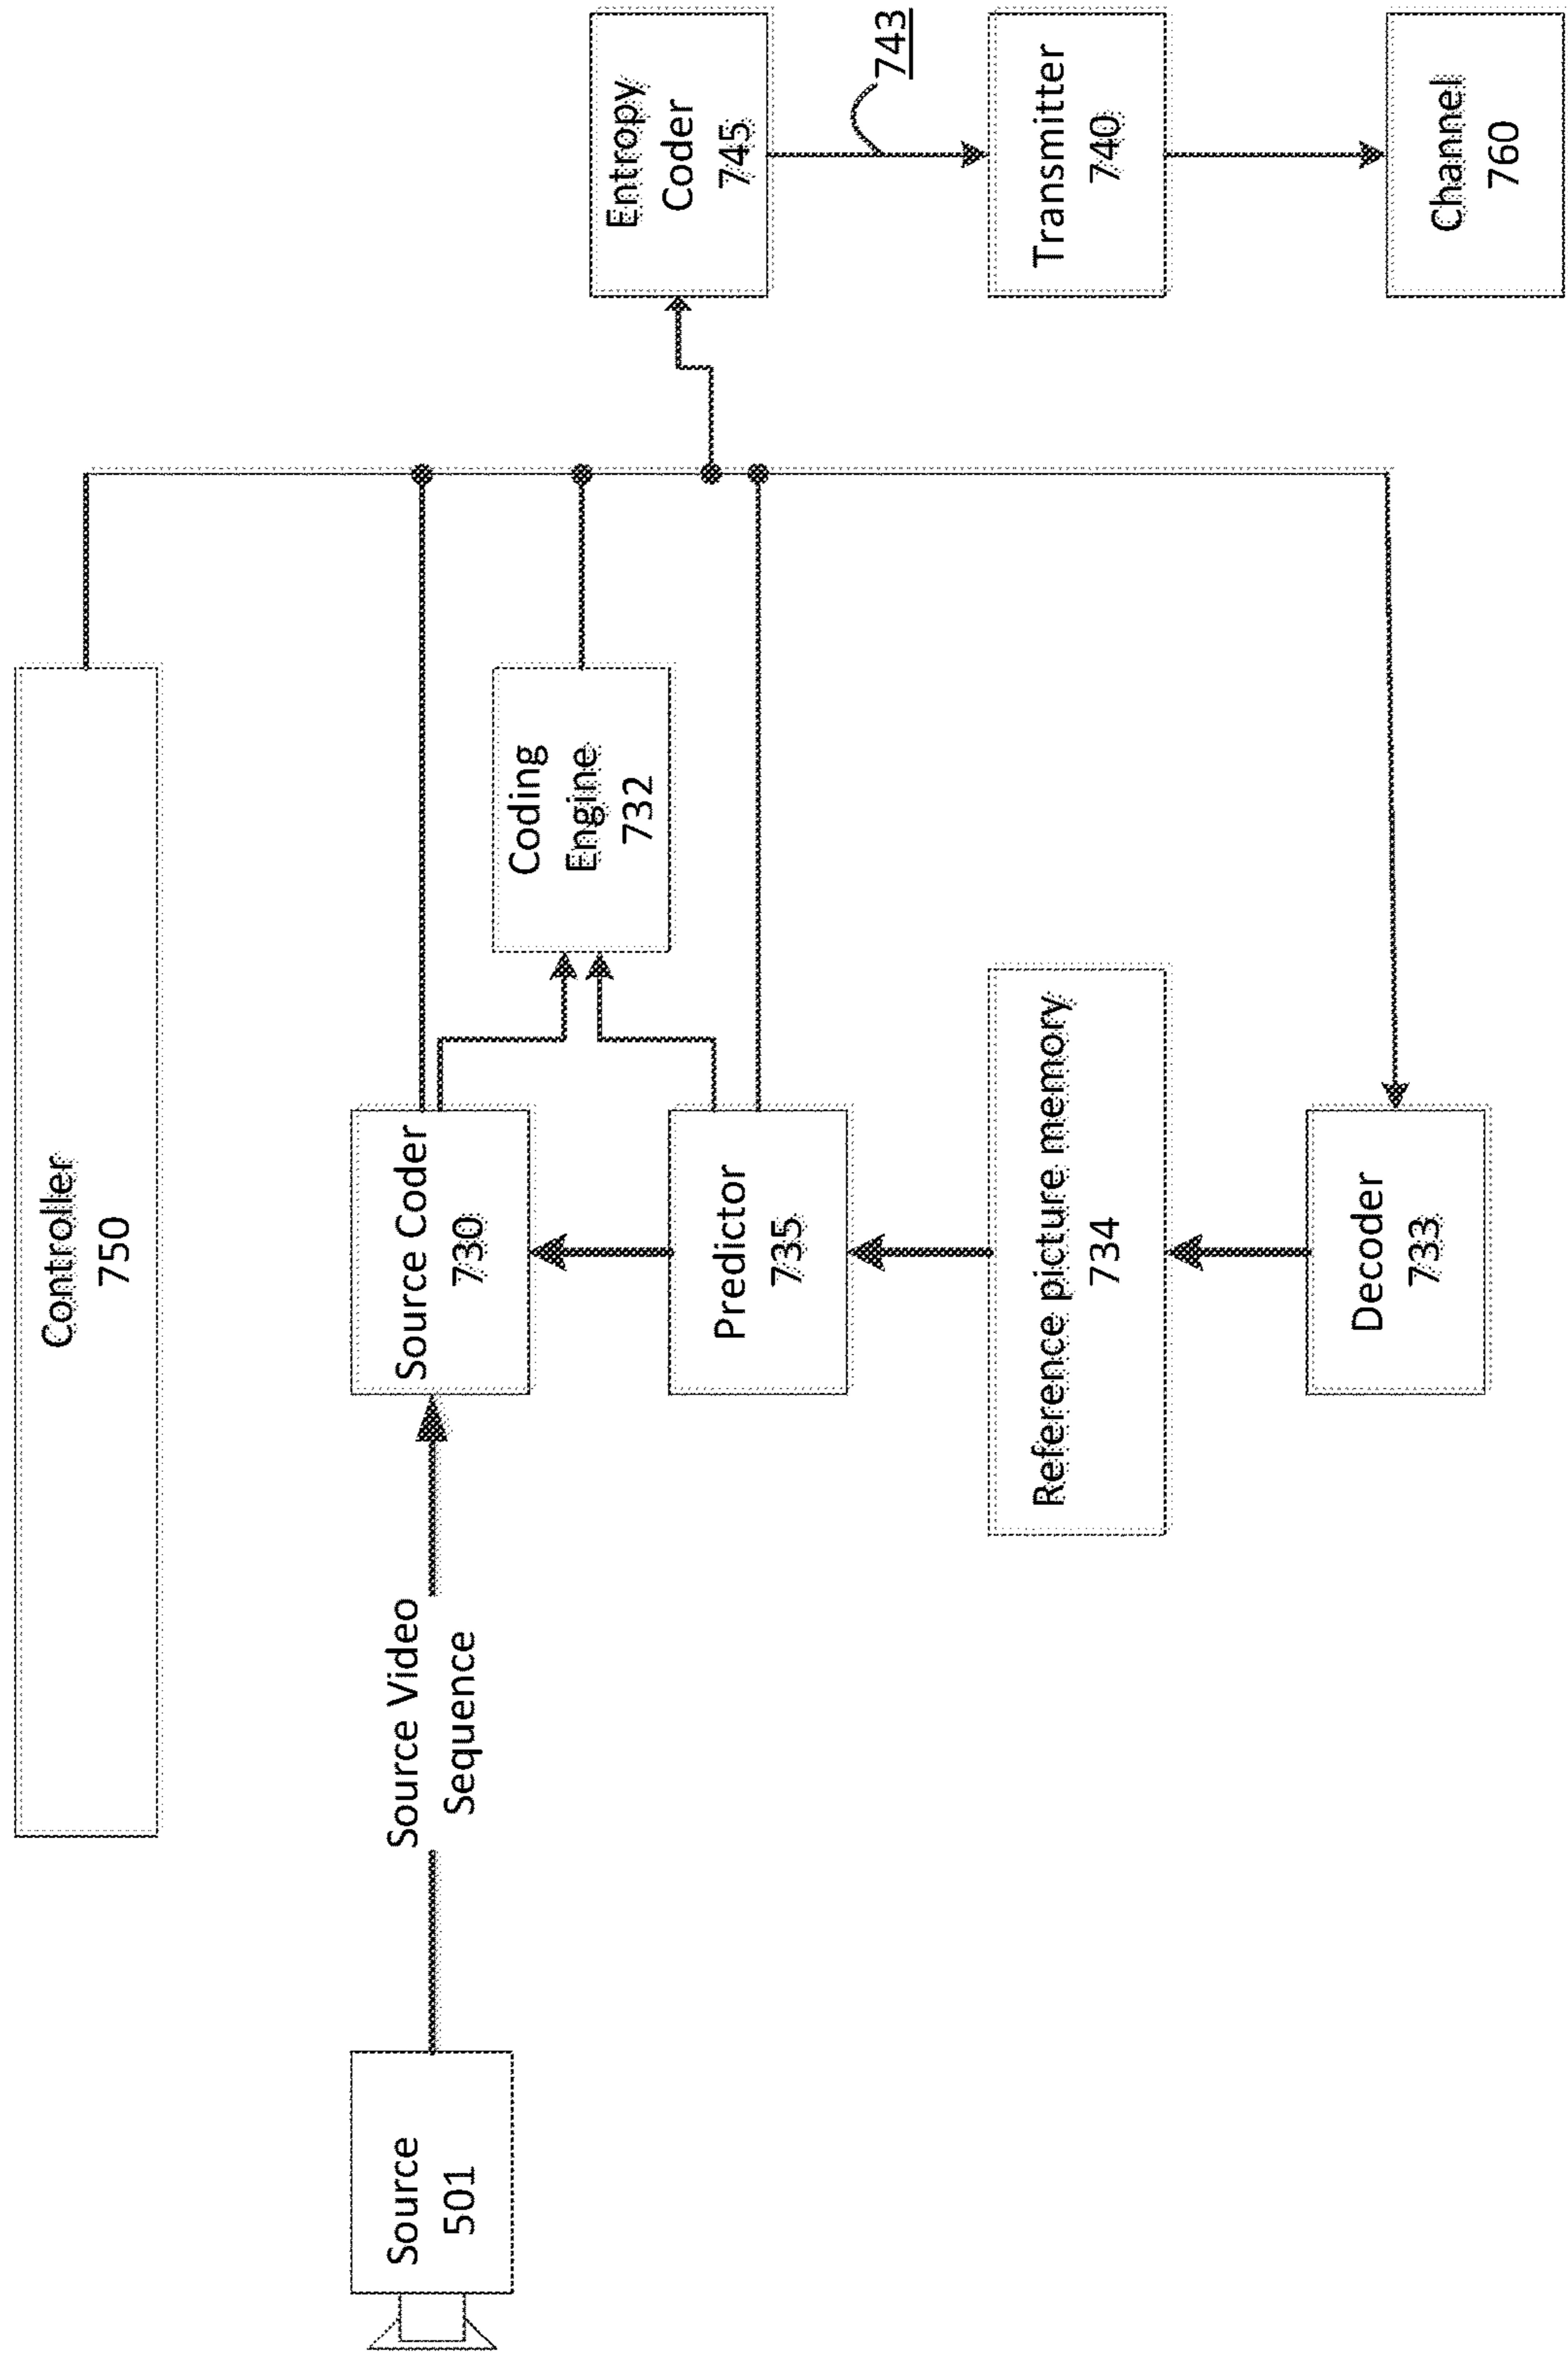 Controller
750
Source
501
Source Video
Sequence
Source Coder
730
Coding
Engine
732
Predictor
735
Reference picture memory
734
Decoder
733
Entropy
Coder
745
743
Transmitter
740
Channel
760